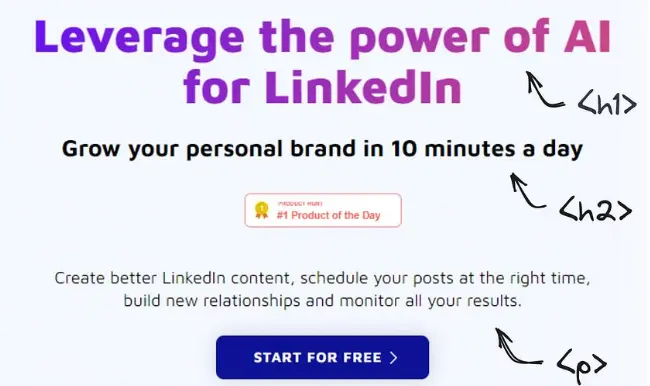 Leverage the power of AI
for LinkedIn
<h1>
Grow your personal brand in 10 minutes a day
<h2>
PRODUCT HUNT
#1 Product of the Day
Create better LinkedIn content, schedule your posts at the right time,
build new relationships and monitor all your results.
<p>
START FOR FREE >